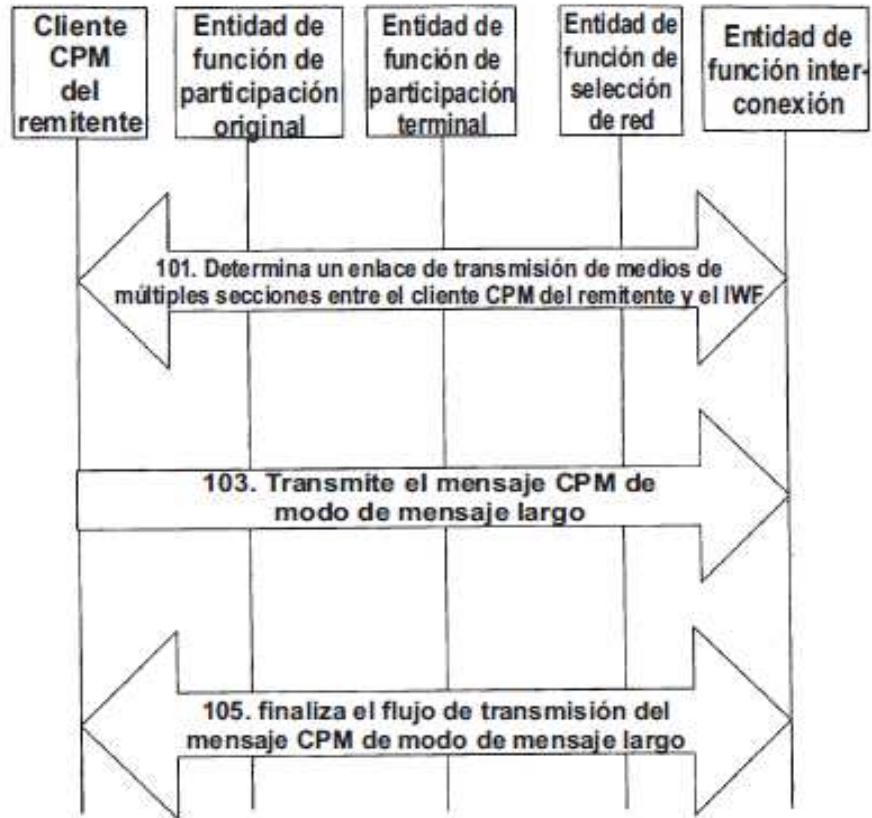 Cliente
CPM
del
remitente
Entidad de
función de
participación
original
Entidad de
función de
participación
terminal
Entidad de
función de
selección
de red
Entidad de
función inter-
conexión
101. Determina un enlace de transmisión de medios de
múltiples secciones entre el cliente CPM del remitente y el IWF
103. Transmite el mensaje CPM de
modo de mensaje largo
105. finaliza el flujo de transmisión del
mensaje CPM de modo de mensaje largo